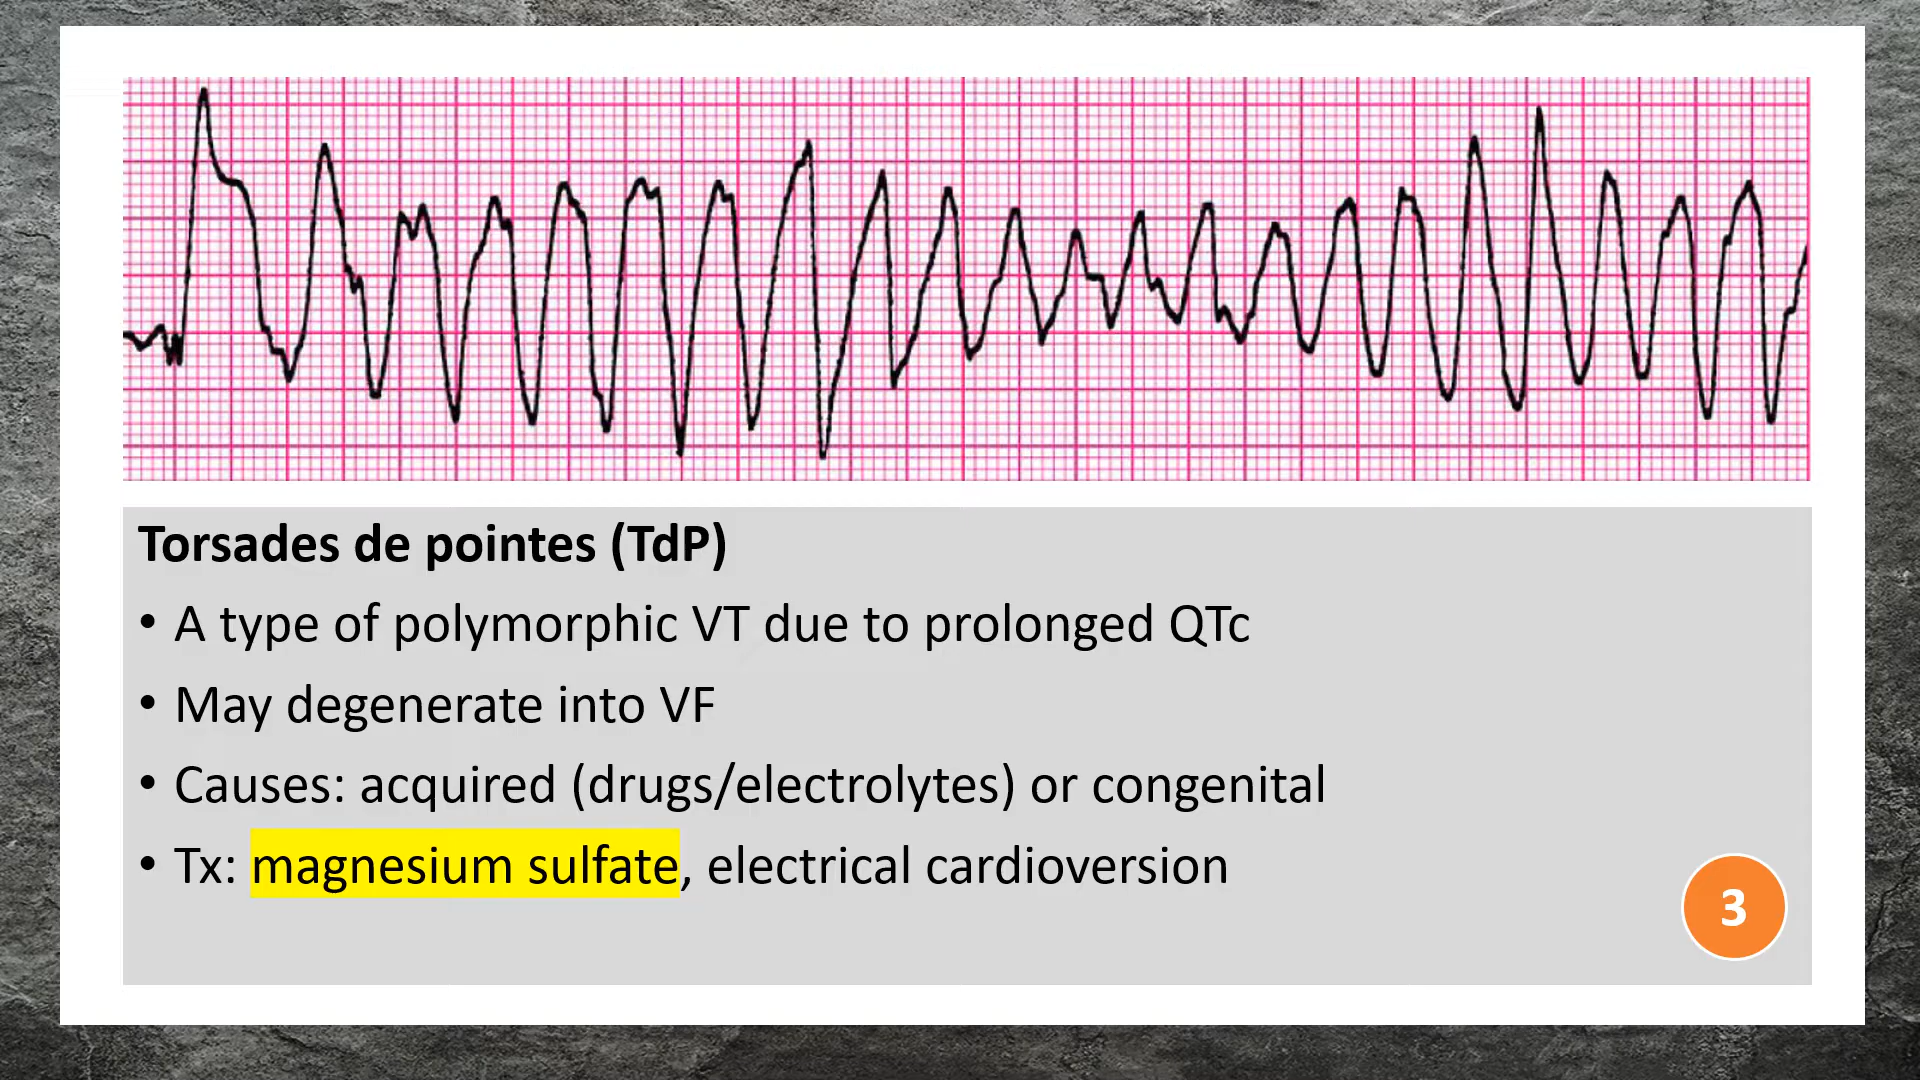 Torsades de pointes (TdP)
• A type of polymorphic VT due to prolonged QTc
• May degenerate into VF
• Causes: acquired (drugs/electrolytes) or congenital
• Tx: magnesium sulfate, electrical cardioversion
3